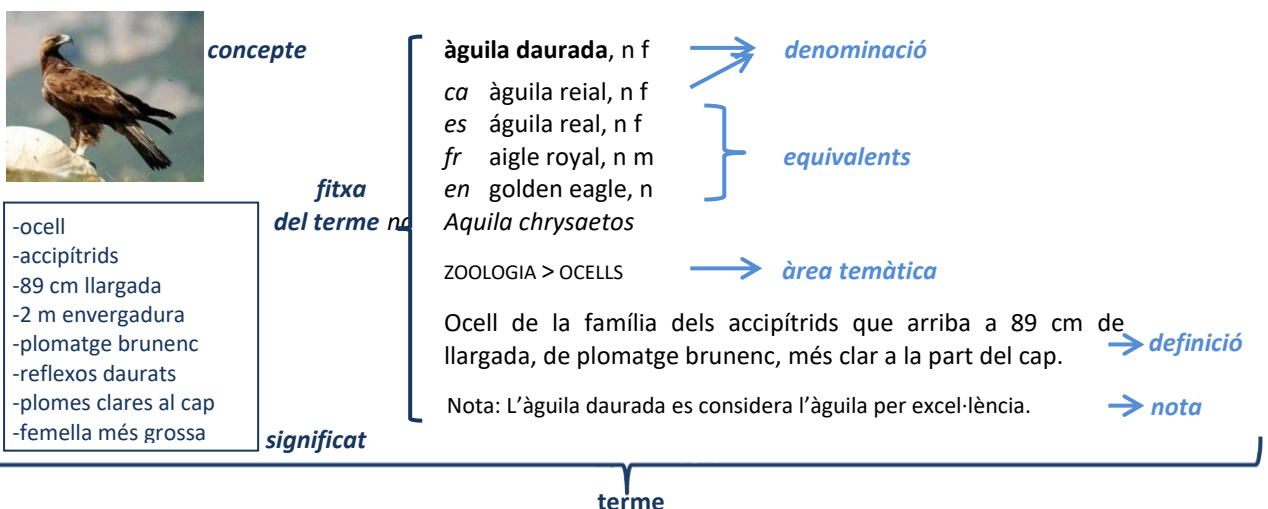 concepte
àguila daurada, n f
denominació
ca àguila reial, n f
es águila real, n f
fr aigle royal, n m
en golden eagle, n
equivalents
fitxa
del terme
Aquila chrysaetos
ZOOLOGIA > OCELLS
àrea temàtica
Ocell de la família dels accipítrids que arriba a 89 cm de
llargada, de plomatge brunenc, més clar a la part del cap.
definició
Nota: L'àguila daurada es considera l'àguila per excel·lència.
nota
-ocell
-accipítrids
-89 cm llargada
-2 m envergadura
-plomatge brunenc
-reflexos daurats
-plomes clares al cap
-femella més grossa
significat
terme